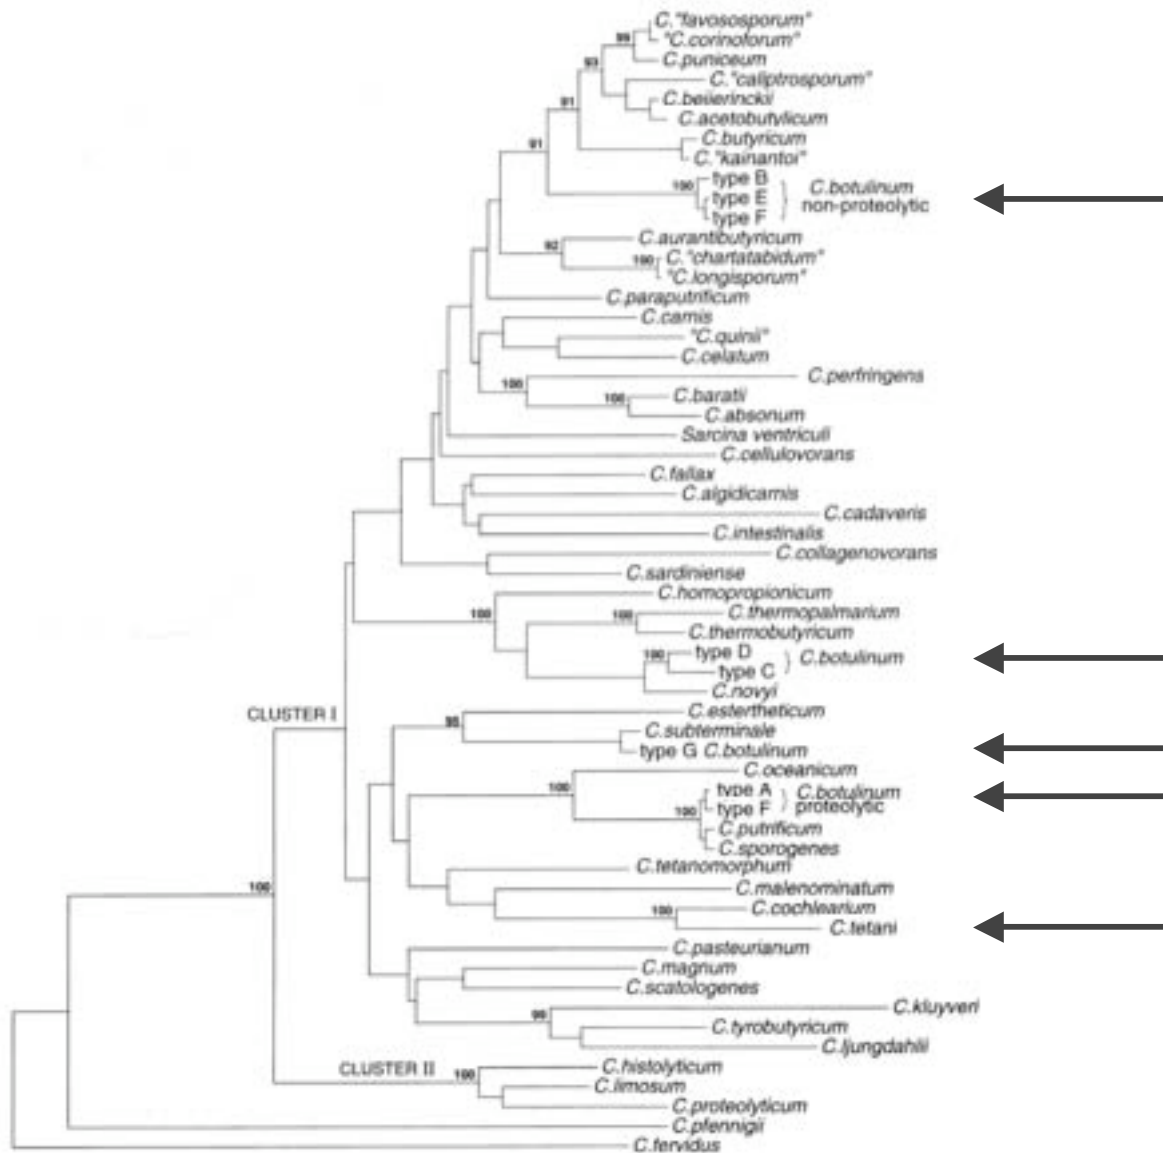 C."favososporum"
"C.corinoforum"
99
C.puniceum
93
C."caliptrosporum"
C.beijerinckii
91
C.acetobutylicum
C.butyricum
91
C."kainantoi"
type B
100
C.botulinum
type E
non-proteolytic
type F
C.aurantibutyricum
92
C."chartatabidum"
100
"C.longisporum"
C.paraputrificum
C.carnis
"C.quinii"
C.celatum
C.perfringens
100
C.baratii
100
C.absonum
Sarcina ventriculi
C.cellulovorans
C.fallax
C.algidicarnis
C.cadaveris
C.intestinalis
C.collagenovorans
C.sardiniense
C.homopropionicum
100
C.thermopalmarium
100
C.thermobutyricum
type D
100
C.botulinum
type C
C.novyi
CLUSTER I
C.estertheticum
95
C.subterminale
type G C.botulinum
C.oceanicum
100
type A
C.botulinum
type F
proteolytic
100
C.putrificum
C.sporogenes
C.tetanomorphum
100
C.malenominatum
C.cochlearium
100
C.tetani
C.pasteurianum
C.magnum
C.scatologenes
C.kluyveri
99
C.tyrobutyricum
C.ljungdahlii
CLUSTER II
C.histolyticum
100
C.limosum
C.proteolyticum
C.pfennigii
C.fervidus